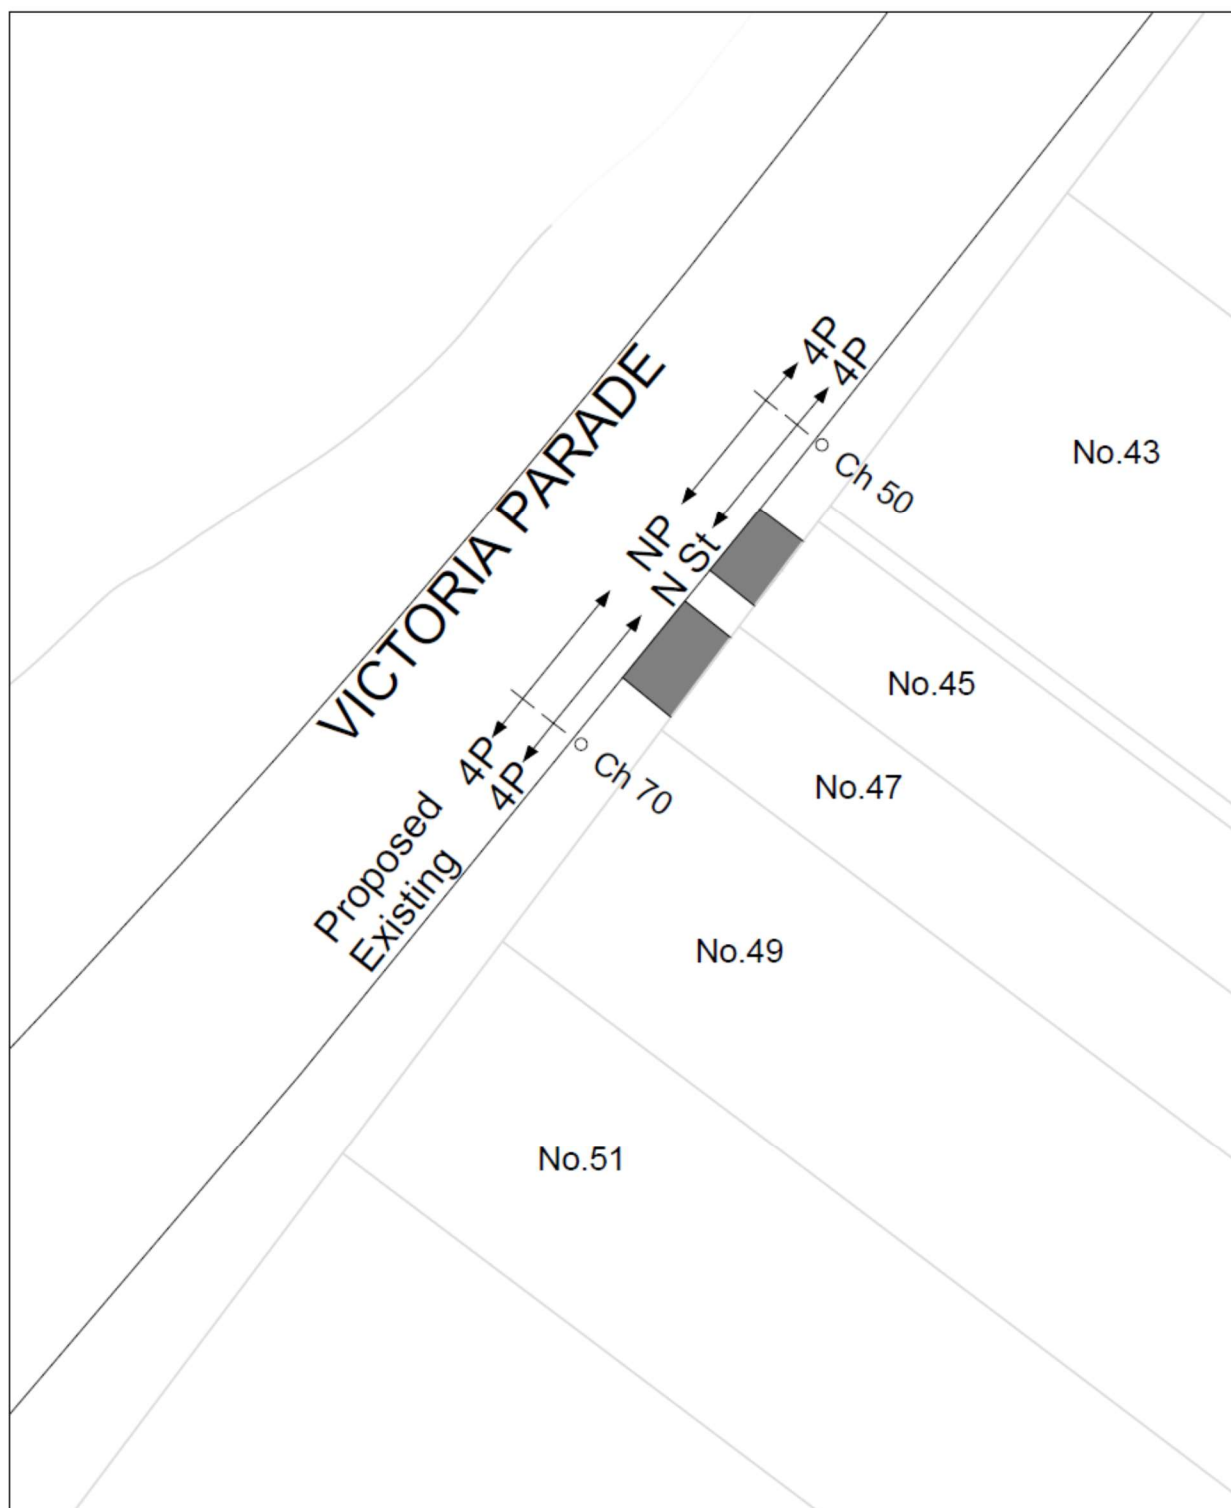 VICTORIA PARADE
4P
4P
Ch 50
No.43
NP
N St
No.45
4P
4P
Ch 70
No.47
Proposed
Existing
No.49
No.51